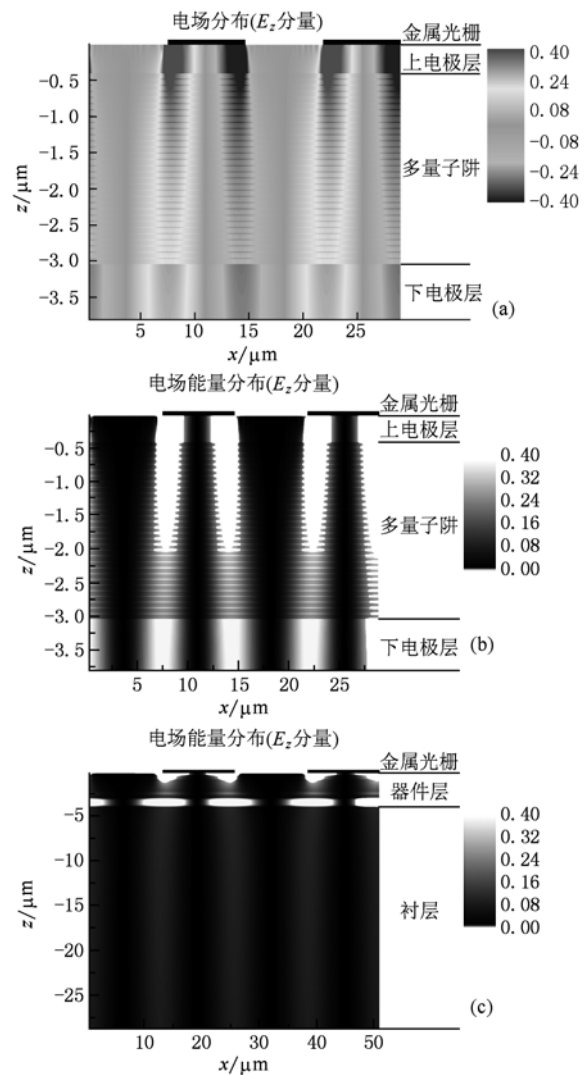 电场分布(Ez分量)
金属光栅
上电极层
多量子阱
下电极层
0.40
0.24
0.08
-0.08
-0.24
-0.40
-0.5
-1.0
-1.5
-2.0
-2.5
-3.0
-3.5
z/μm
5 10 15 20 25
x/μm
(a)
电场能量分布(Ez分量)
金属光栅
上电极层
多量子阱
下电极层
0.40
0.32
0.24
0.16
0.08
0.00
-0.5
-1.0
-1.5
-2.0
-2.5
-3.0
-3.5
z/μm
5 10 15 20 25
x/μm
(b)
电场能量分布(Ez分量)
金属光栅
器件层
衬层
0.40
0.32
0.24
0.16
0.08
0.00
-5
-10
-15
-20
-25
z/μm
10 20 30 40 50
x/μm
(c)